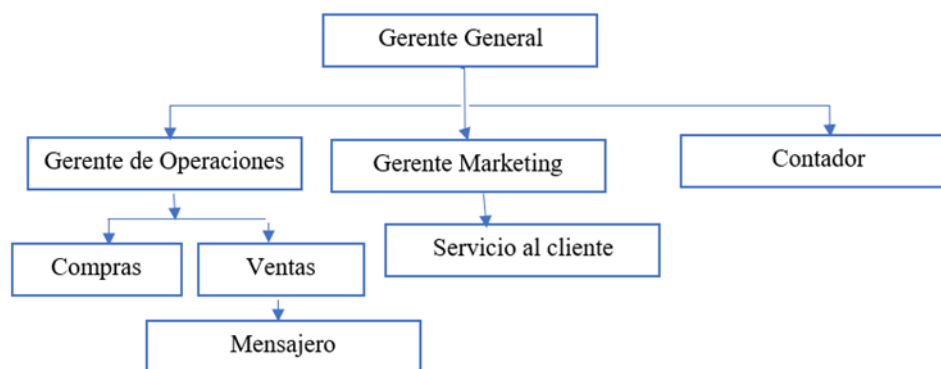 Gerente General
Gerente de Operaciones
Gerente Marketing
Contador
Compras
Ventas
Servicio al cliente
Mensajero